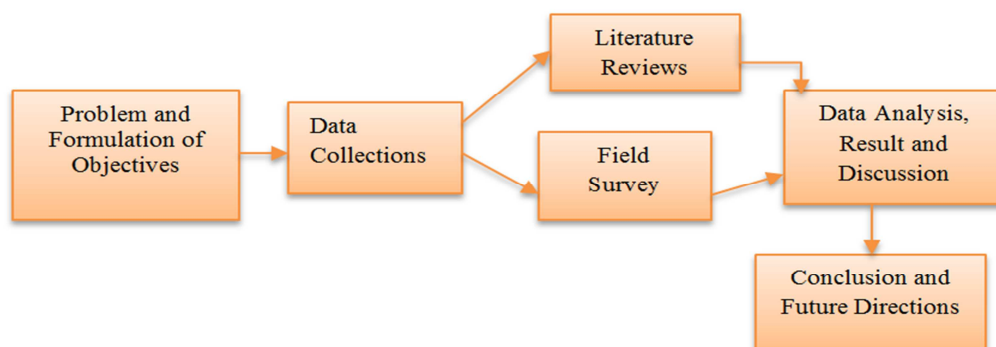 Problem and
Formulation of
Objectives
Data
Collections
Literature
Reviews
Field
Survey
Data Analysis,
Result and
Discussion
Conclusion and
Future Directions